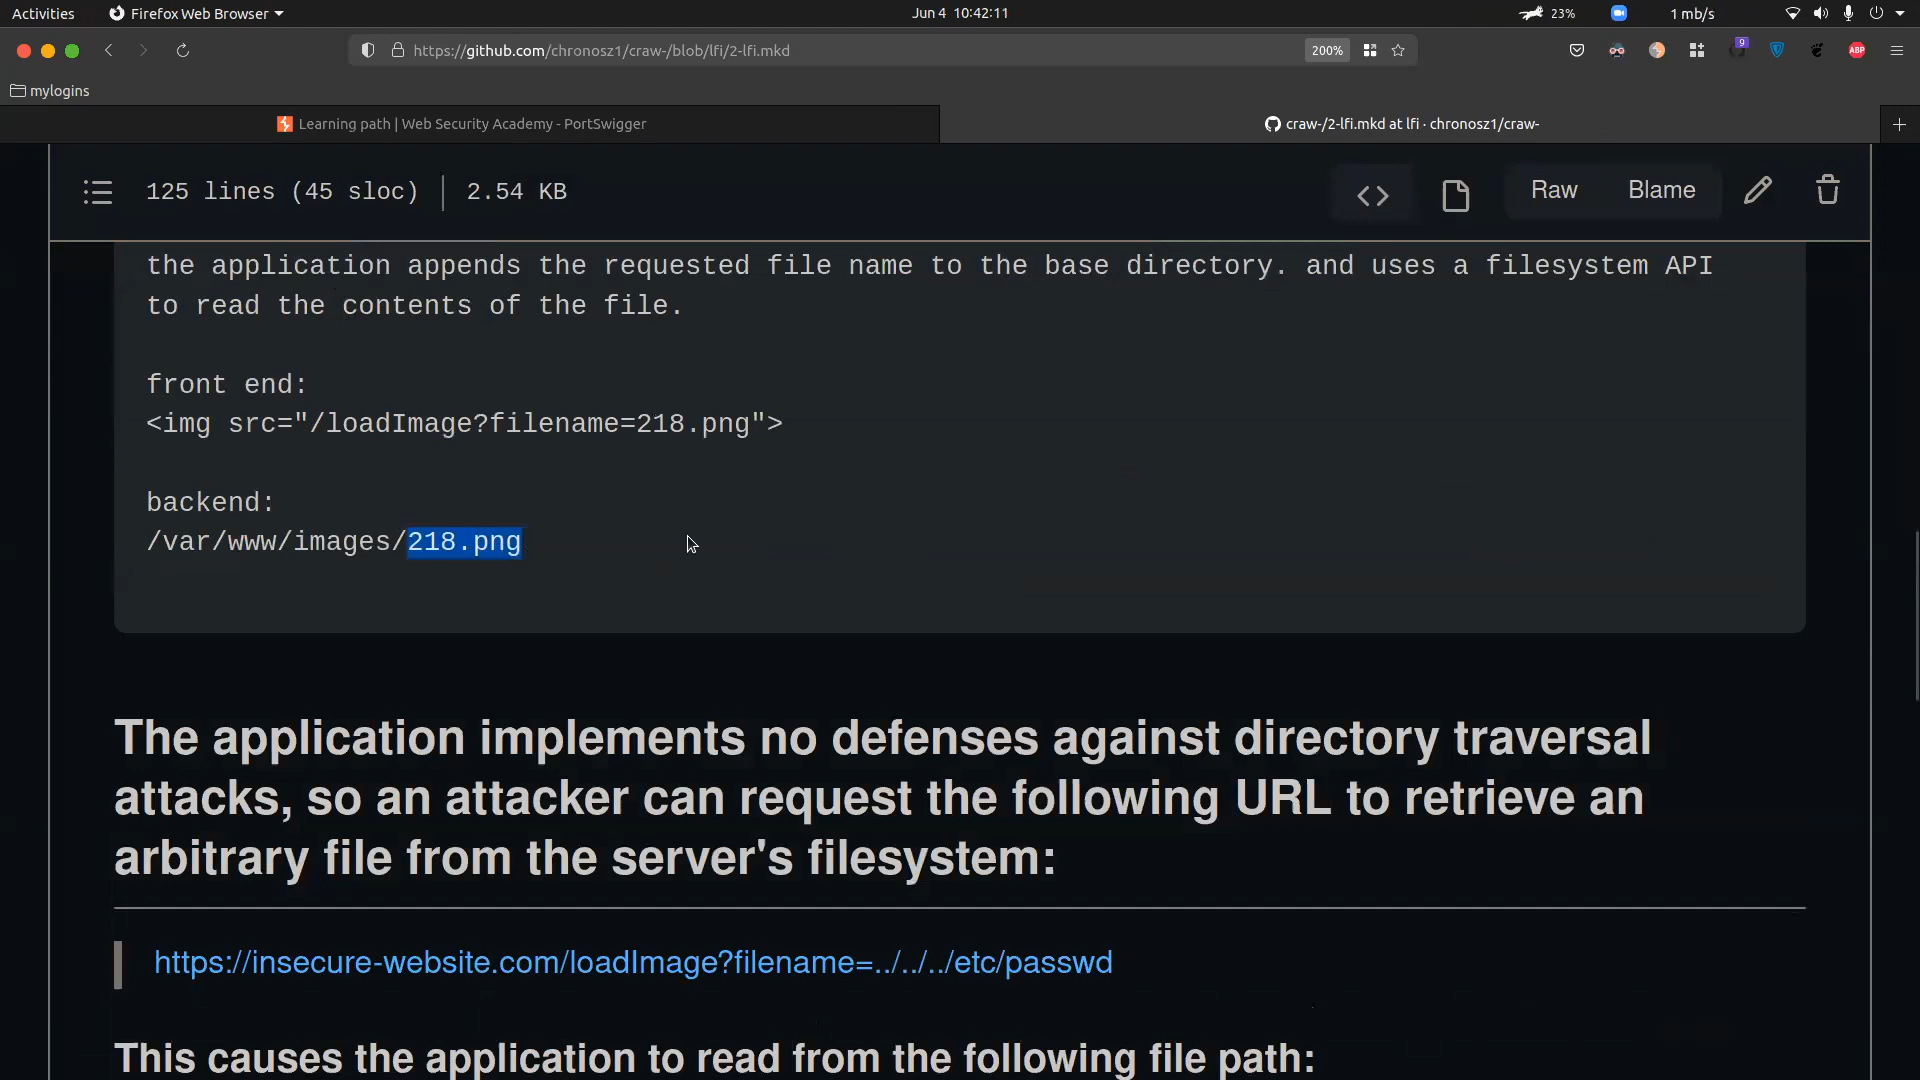 Activities Firefox Web Browser Jun 4 10:42:11 23% 1 mb/s
https://github.com/chronosz1/craw-/blob/lfi/2-lfi.mkd 200% 9 ABP
mylogins
Learning path | Web Security Academy - PortSwigger craw-/2-lfi.mkd at lfi · chronosz1/craw-
125 lines (45 sloc) 2.54 KB Raw Blame
the application appends the requested file name to the base directory. and uses a filesystem API
to read the contents of the file.
front end:
<img src="/loadImage?filename=218.png">
backend:
/var/www/images/218.png
The application implements no defenses against directory traversal
attacks, so an attacker can request the following URL to retrieve an
arbitrary file from the server's filesystem:
https://insecure-website.com/loadImage?filename=../../../etc/passwd
This causes the application to read from the following file path: